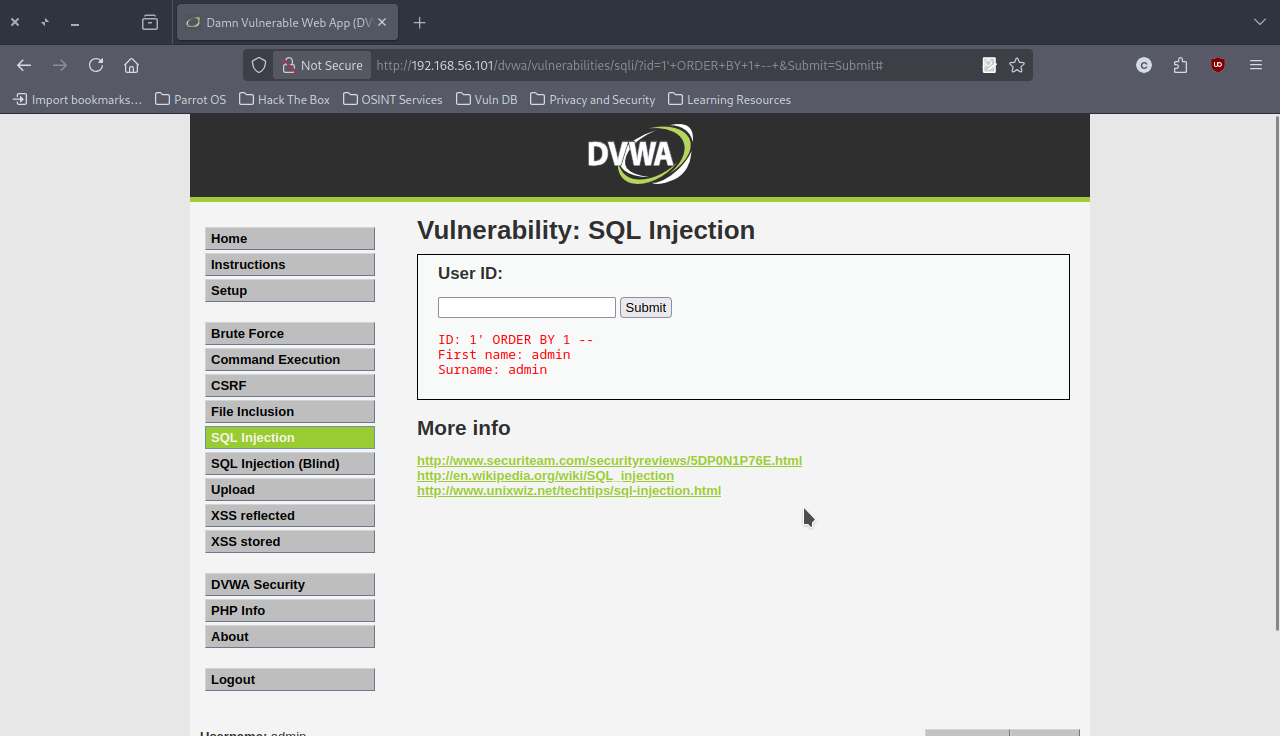 Damn Vulnerable Web App (DV
Not Secure http://192.168.56.101/dvwa/vulnerabilities/sqli/?id=1'+ORDER+BY+1+--+&Submit=Submit#
C
UD
Import bookmarks… Parrot OS Hack The Box OSINT Services Vuln DB Privacy and Security Learning Resources
DVWA
Home
Instructions
Setup
Brute Force
Command Execution
CSRF
File Inclusion
SQL Injection
SQL Injection (Blind)
Upload
XSS reflected
XSS stored
DVWA Security
PHP Info
About
Logout
Vulnerability: SQL Injection
User ID:
Submit
ID: 1' ORDER BY 1 --
First name: admin
Surname: admin
More info
http://www.securiteam.com/securityreviews/5DP0N1P76E.html
http://en.wikipedia.org/wiki/SQL_injection
http://www.unixwiz.net/techtips/sql-injection.html
Username: admin